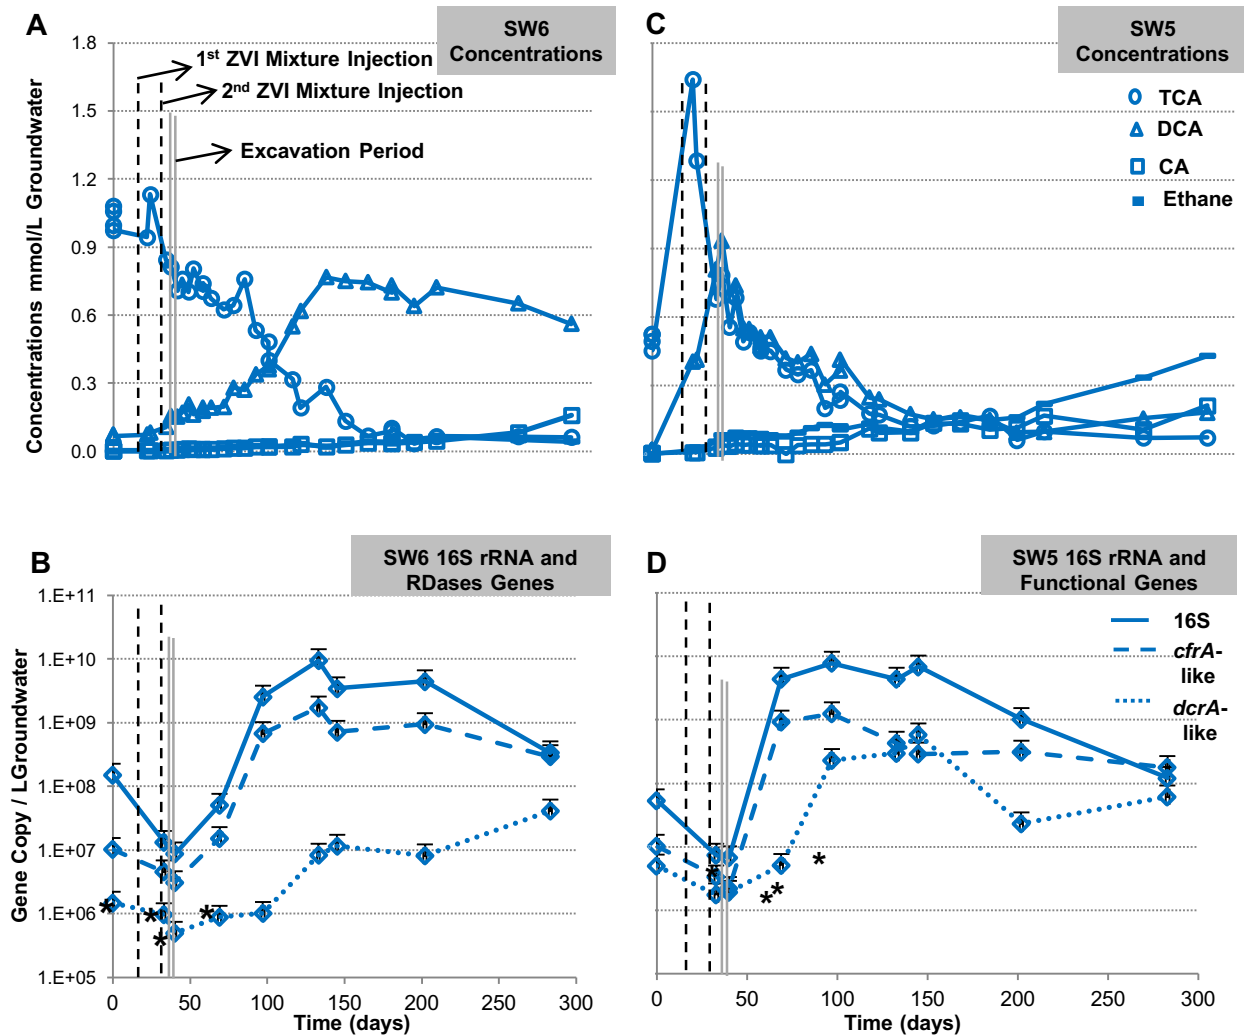 A
SW6
Concentrations
1st ZVI Mixture Injection
2nd ZVI Mixture Injection
Excavation Period
Concentrations mmol/L Groundwater
1.8
1.5
1.2
0.9
0.6
0.3
0.0
C
SW5
Concentrations
TCA
DCA
CA
Ethane
B
SW6 16S rRNA and
RDases Genes
Gene Copy / LGroundwater
1.E+11
1.E+10
1.E+09
1.E+08
1.E+07
1.E+06
1.E+05
*
*
*
*
0 50 100 150 200 250 300
Time (days)
D
SW5 16S rRNA and
Functional Genes
16S
cfrA-
like
dcrA-
like
*
*
*
*
0 50 100 150 200 250 300
Time (days)